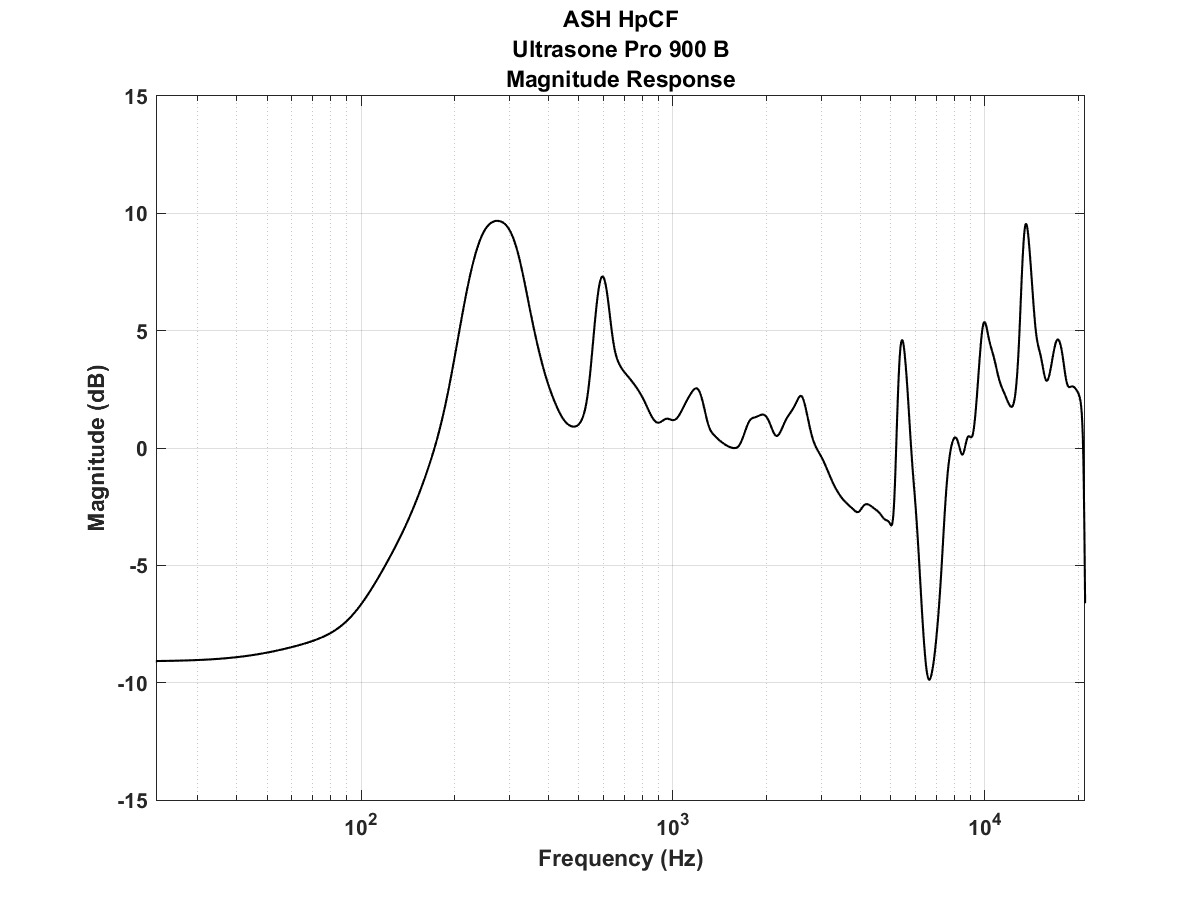 ASH HpCF
Ultrasone Pro 900 B
Magnitude Response
15
10
5
0
-5
-10
-15
Magnitude (dB)
10²
10³
10⁴
Frequency (Hz)